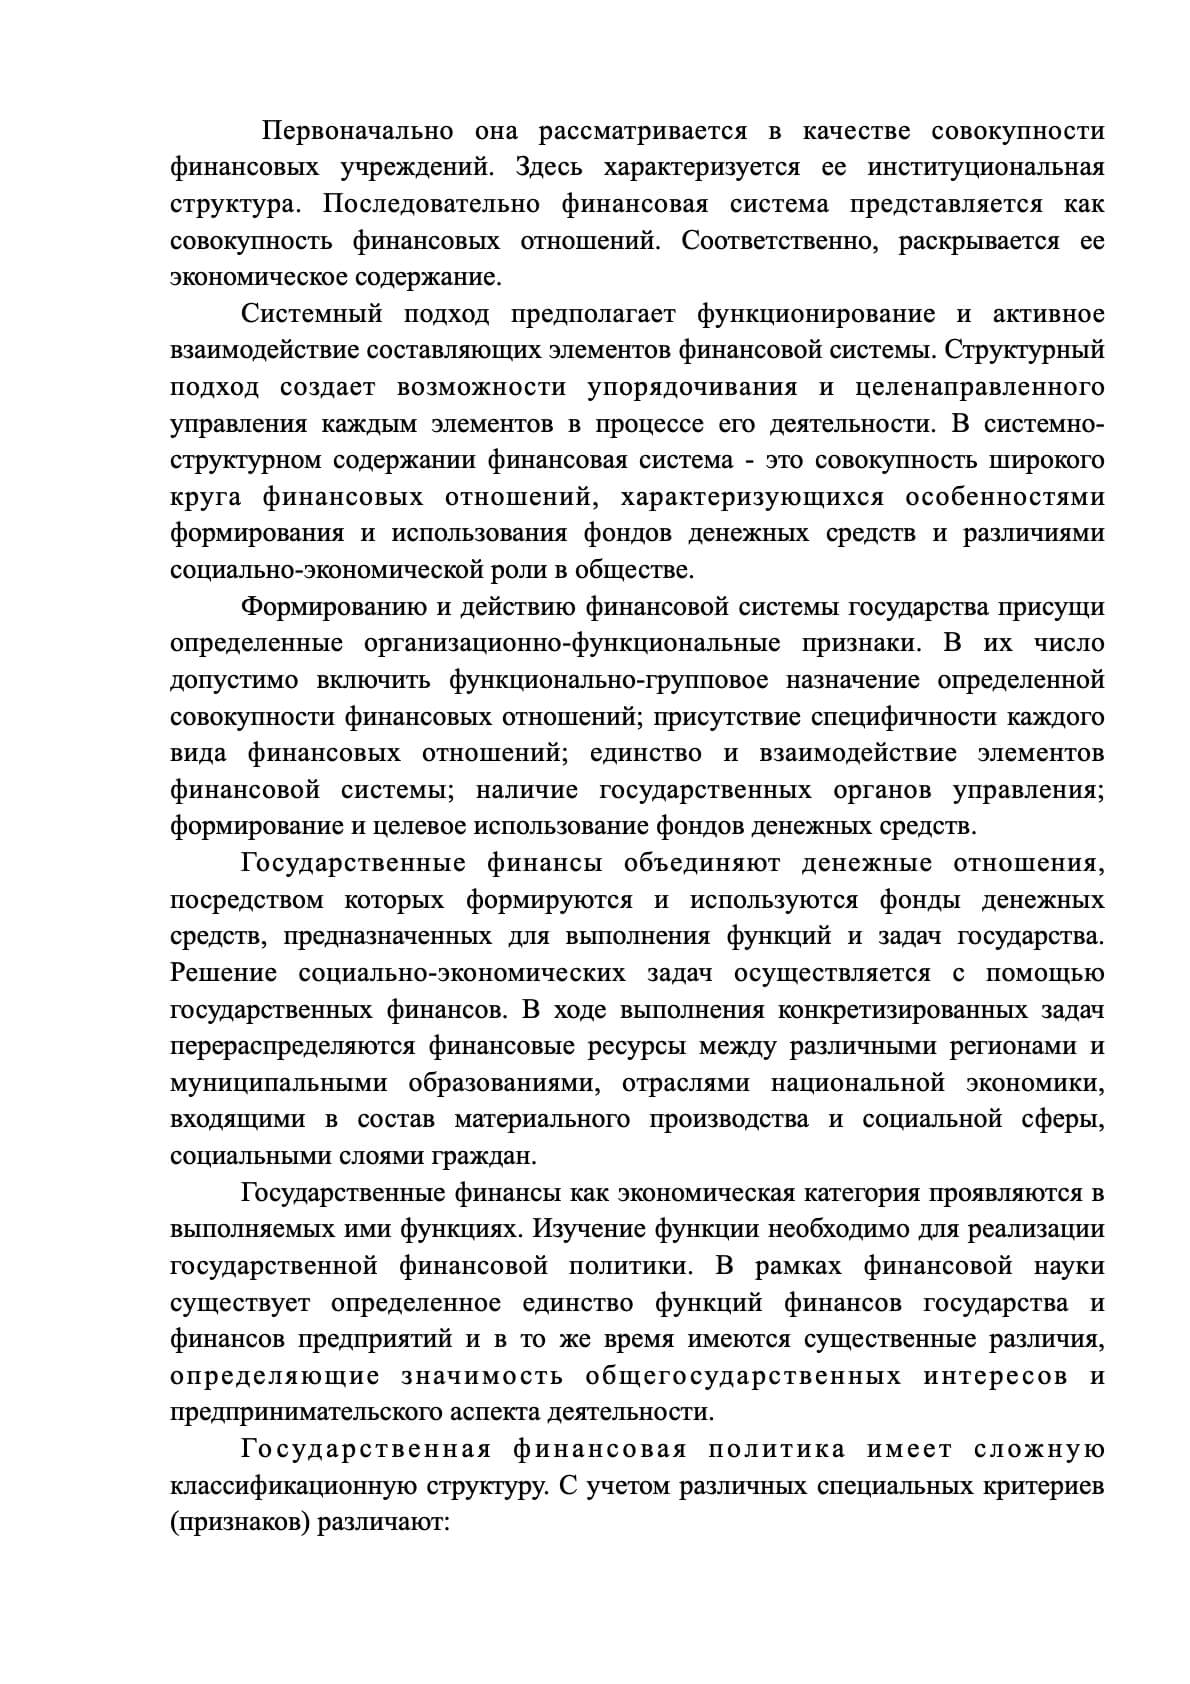 Первоначально она рассматривается в качестве совокупности
финансовых учреждений. Здесь характеризуется ее институциональная
структура. Последовательно финансовая система представляется как
совокупность финансовых отношений. Соответственно, раскрывается ее
экономическое содержание.
Системный подход предполагает функционирование и активное
взаимодействие составляющих элементов финансовой системы. Структурный
подход создает возможности упорядочивания и целенаправленного
управления каждым элементов в процессе его деятельности. В системно-
структурном содержании финансовая система - это совокупность широкого
круга финансовых отношений, характеризующихся особенностями
формирования и использования фондов денежных средств и различиями
социально-экономической роли в обществе.
Формированию и действию финансовой системы государства присущи
определенные организационно-функциональные признаки. В их число
допустимо включить функционально-групповое назначение определенной
совокупности финансовых отношений; присутствие специфичности каждого
вида финансовых отношений; единство и взаимодействие элементов
финансовой системы; наличие государственных органов управления;
формирование и целевое использование фондов денежных средств.
Государственные финансы объединяют денежные отношения,
посредством которых формируются и используются фонды денежных
средств, предназначенных для выполнения функций и задач государства.
Решение социально-экономических задач осуществляется с помощью
государственных финансов. В ходе выполнения конкретизированных задач
перераспределяются финансовые ресурсы между различными регионами и
муниципальными образованиями, отраслями национальной экономики,
входящими в состав материального производства и социальной сферы,
социальными слоями граждан.
Государственные финансы как экономическая категория проявляются в
выполняемых ими функциях. Изучение функции необходимо для реализации
государственной финансовой политики. В рамках финансовой науки
существует определенное единство функций финансов государства и
финансов предприятий и в то же время имеются существенные различия,
определяющие значимость общегосударственных интересов и
предпринимательского аспекта деятельности.
Государственная финансовая политика имеет сложную
классификационную структуру. С учетом различных специальных критериев
(признаков) различают: